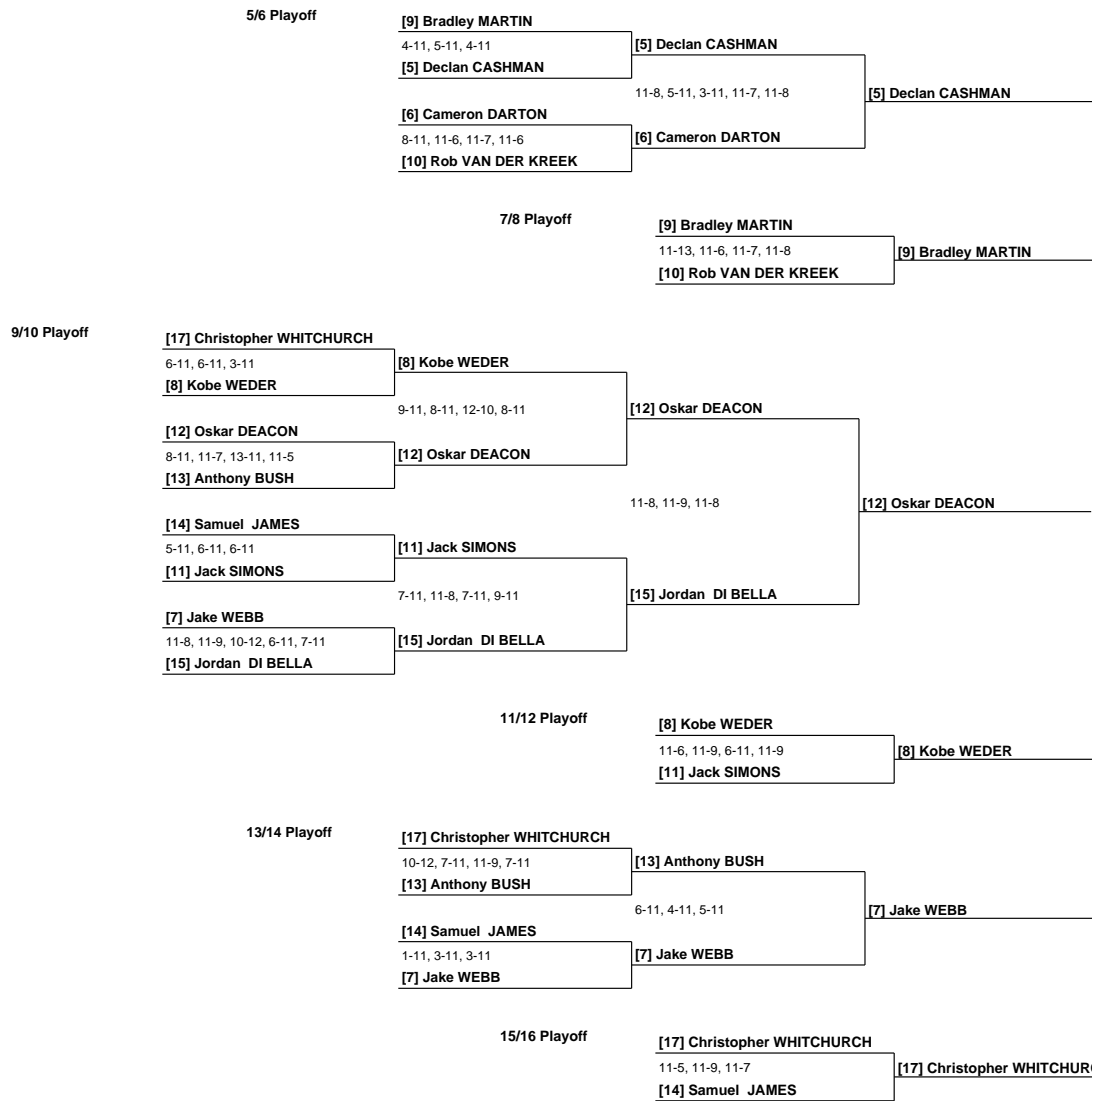 5/6 Playoff
[9] Bradley MARTIN
4-11, 5-11, 4-11
[5] Declan CASHMAN
[5] Declan CASHMAN
11-8, 5-11, 3-11, 11-7, 11-8
[5] Declan CASHMAN
[6] Cameron DARTON
8-11, 11-6, 11-7, 11-6
[6] Cameron DARTON
[10] Rob VAN DER KREEK
7/8 Playoff
[9] Bradley MARTIN
11-13, 11-6, 11-7, 11-8
[9] Bradley MARTIN
[10] Rob VAN DER KREEK
9/10 Playoff
[17] Christopher WHITCHURCH
6-11, 6-11, 3-11
[8] Kobe WEDER
[8] Kobe WEDER
9-11, 8-11, 12-10, 8-11
[12] Oskar DEACON
[12] Oskar DEACON
8-11, 11-7, 13-11, 11-5
[12] Oskar DEACON
[13] Anthony BUSH
11-8, 11-9, 11-8
[12] Oskar DEACON
[14] Samuel JAMES
5-11, 6-11, 6-11
[11] Jack SIMONS
[11] Jack SIMONS
7-11, 11-8, 7-11, 9-11
[15] Jordan DI BELLA
[7] Jake WEBB
11-8, 11-9, 10-12, 6-11, 7-11
[15] Jordan DI BELLA
[15] Jordan DI BELLA
11/12 Playoff
[8] Kobe WEDER
11-6, 11-9, 6-11, 11-9
[8] Kobe WEDER
[11] Jack SIMONS
13/14 Playoff
[17] Christopher WHITCHURCH
10-12, 7-11, 11-9, 7-11
[13] Anthony BUSH
[13] Anthony BUSH
6-11, 4-11, 5-11
[7] Jake WEBB
[14] Samuel JAMES
1-11, 3-11, 3-11
[7] Jake WEBB
[7] Jake WEBB
15/16 Playoff
[17] Christopher WHITCHURCH
11-5, 11-9, 11-7
[17] Christopher
[14] Samuel JAMES